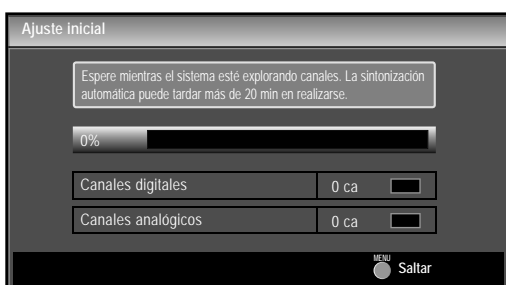 Ajuste inicial
Espere mientras el sistema esté explorando canales. La sintonización
automática puede tardar más de 20 min en realizarse.
0%
Canales digitales 0 ca
Canales analógicos 0 ca
MENU
Saltar